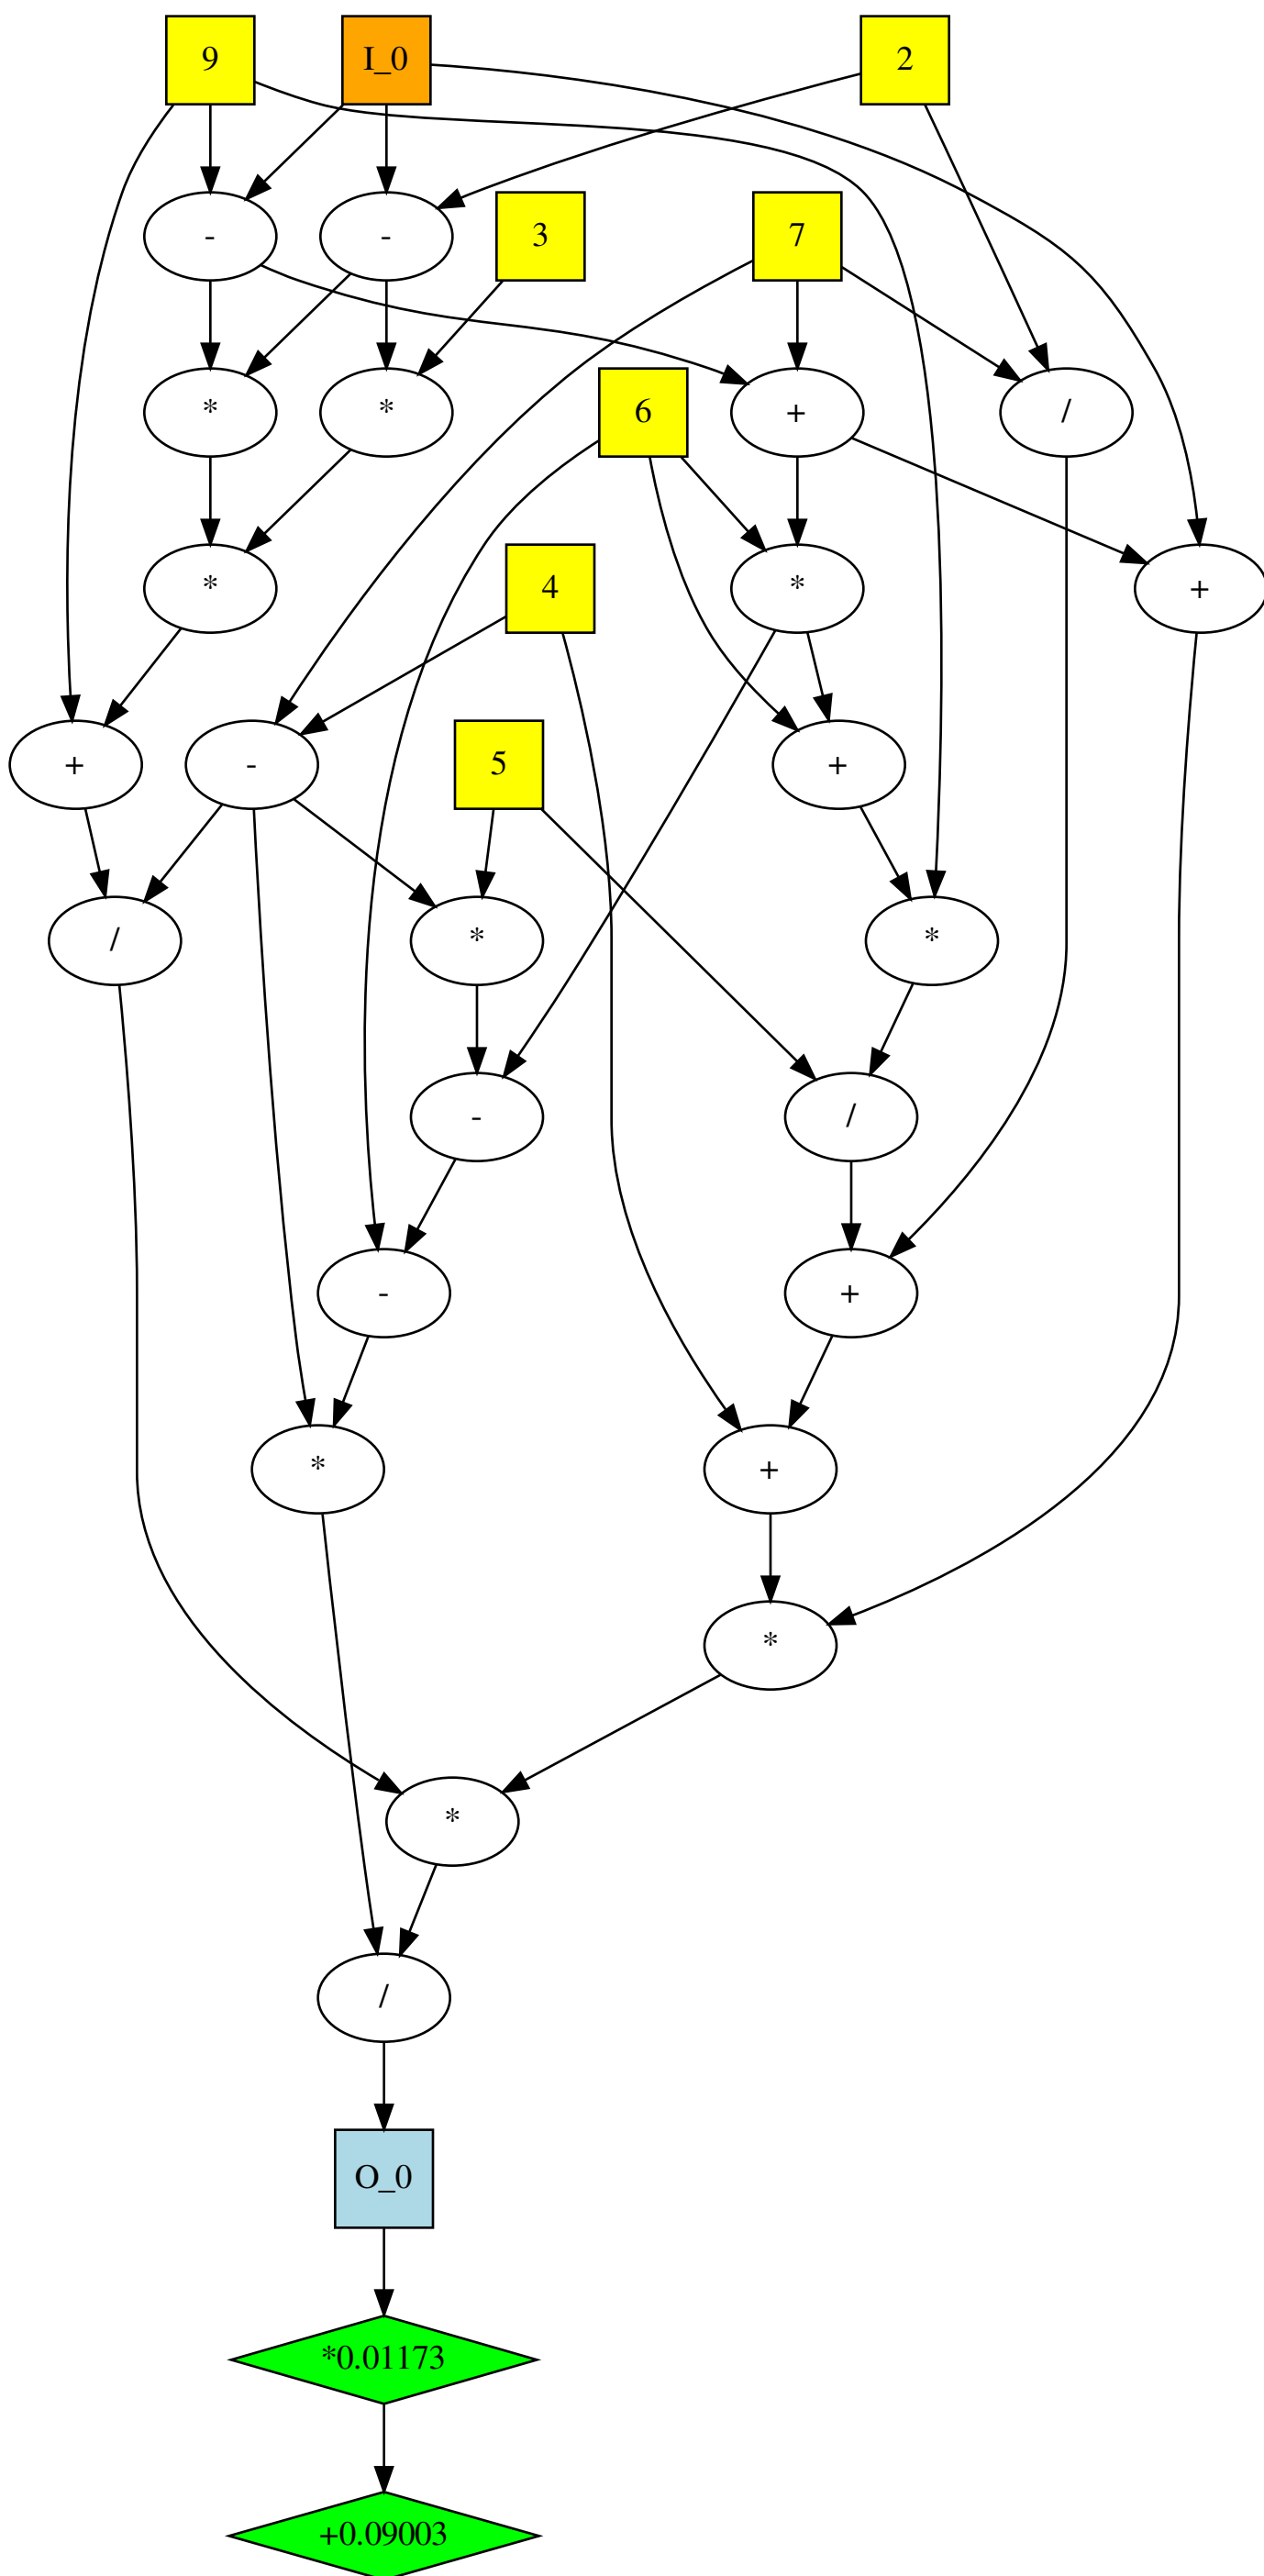 9 I_0 2
- - 3 7
* * 6 + /
* 4 * +
+ - 5 +
/ * *
- /
- +
* +
*
*
/
O_0
*0.01173
+0.09003